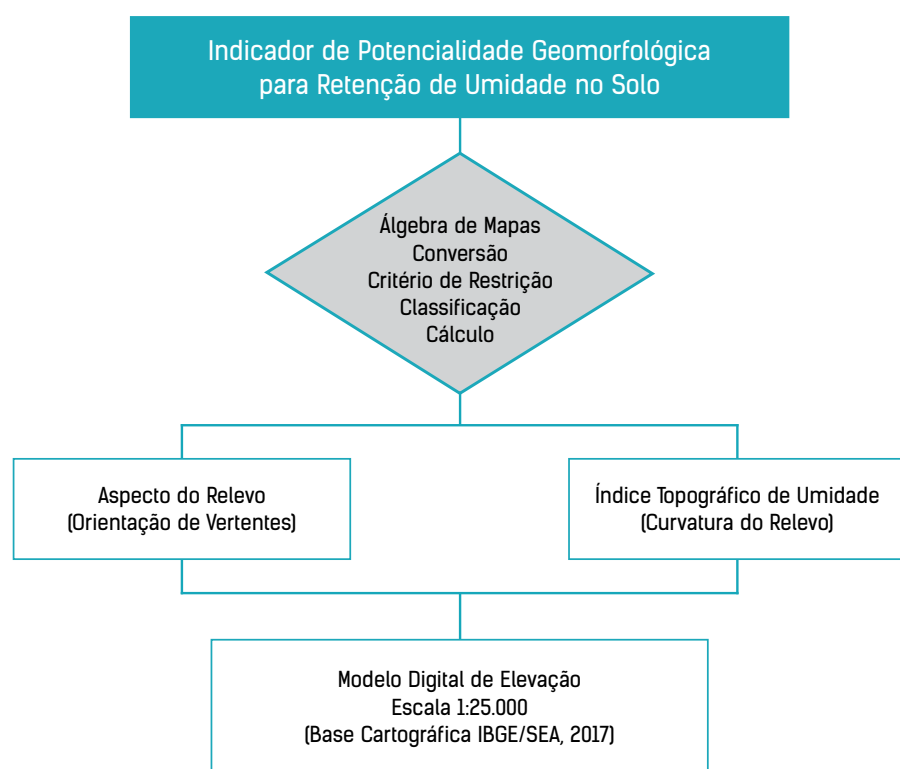 Indicador de Potencialidade Geomorfológica
para Retenção de Umidade no Solo
Álgebra de Mapas
Conversão
Critério de Restrição
Classificação
Cálculo
Aspecto do Relevo
(Orientação de Vertentes)
Índice Topográfico de Umidade
(Curvatura do Relevo)
Modelo Digital de Elevação
Escala 1:25.000
(Base Cartográfica IBGE/SEA, 2017)